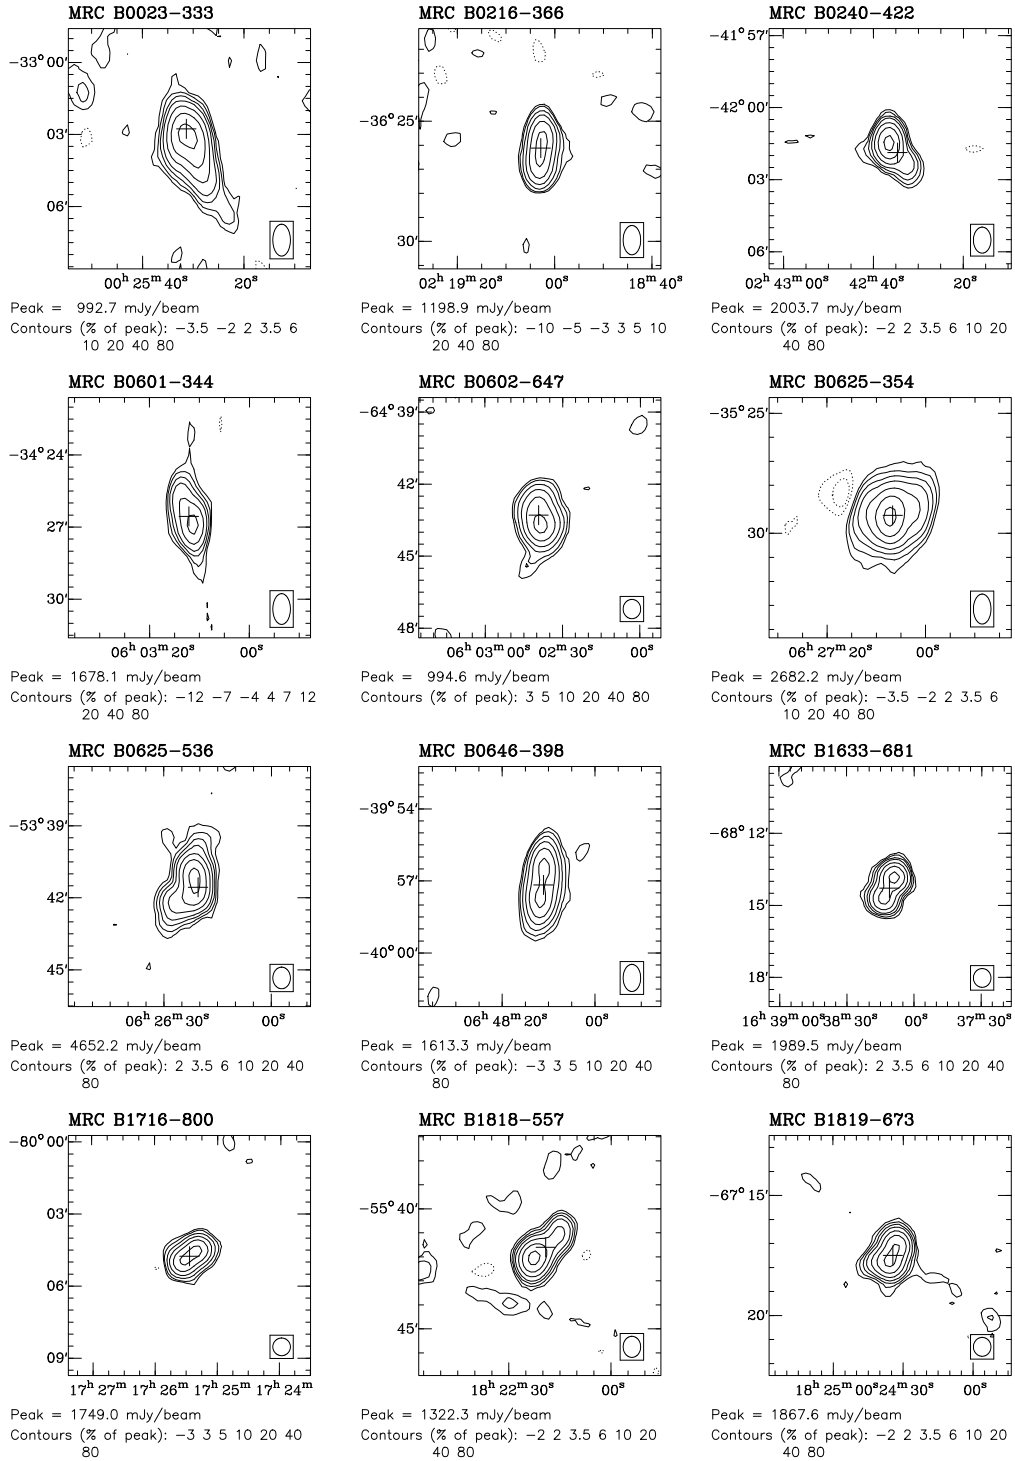 MRC B0023−333
−33° 00′
03′
06′
00ʰ 25ᵐ 40ˢ 20ˢ
Peak = 992.7 mJy/beam
Contours (% of peak): −3.5 −2 2 3.5 6
10 20 40 80
MRC B0216−366
−36° 25′
30′
02ʰ 19ᵐ 20ˢ 00ˢ 18ᵐ 40ˢ
Peak = 1198.9 mJy/beam
Contours (% of peak): −10 −5 −3 3 5 10
20 40 80
MRC B0240−422
−41° 57′
−42° 00′
03′
06′
02ʰ 43ᵐ 00ˢ 42ᵐ 40ˢ 20ˢ
Peak = 2003.7 mJy/beam
Contours (% of peak): −2 2 3.5 6 10 20
40 80
MRC B0601−344
−34° 24′
27′
30′
06ʰ 03ᵐ 20ˢ 00ˢ
Peak = 1678.1 mJy/beam
Contours (% of peak): −12 −7 −4 4 7 12
20 40 80
MRC B0602−647
−64° 39′
42′
45′
48′
06ʰ 03ᵐ 00ˢ 02ᵐ 30ˢ 00ˢ
Peak = 994.6 mJy/beam
Contours (% of peak): 3 5 10 20 40 80
MRC B0625−354
−35° 25′
30′
06ʰ 27ᵐ 20ˢ 00ˢ
Peak = 2682.2 mJy/beam
Contours (% of peak): −3.5 −2 2 3.5 6
10 20 40 80
MRC B0625−536
−53° 39′
42′
45′
06ʰ 26ᵐ 30ˢ 00ˢ
Peak = 4652.2 mJy/beam
Contours (% of peak): 2 3.5 6 10 20 40
80
MRC B0646−398
−39° 54′
57′
−40° 00′
06ʰ 48ᵐ 20ˢ 00ˢ
Peak = 1613.3 mJy/beam
Contours (% of peak): −3 3 5 10 20 40
80
MRC B1633−681
−68° 12′
15′
18′
16ʰ 39ᵐ 00ˢ 38ᵐ 30ˢ 00ˢ 37ᵐ 30ˢ
Peak = 1989.5 mJy/beam
Contours (% of peak): 2 3.5 6 10 20 40
80
MRC B1716−800
−80° 00′
03′
06′
09′
17ʰ 27ᵐ 17ʰ 26ᵐ 17ʰ 25ᵐ 17ʰ 24ᵐ
Peak = 1749.0 mJy/beam
Contours (% of peak): −3 3 5 10 20 40
80
MRC B1818−557
−55° 40′
45′
18ʰ 22ᵐ 30ˢ 00ˢ
Peak = 1322.3 mJy/beam
Contours (% of peak): −2 2 3.5 6 10 20
40 80
MRC B1819−673
−67° 15′
20′
18ʰ 25ᵐ 00ˢ 24ᵐ 30ˢ 00ˢ
Peak = 1867.6 mJy/beam
Contours (% of peak): −2 2 3.5 6 10 20
40 80